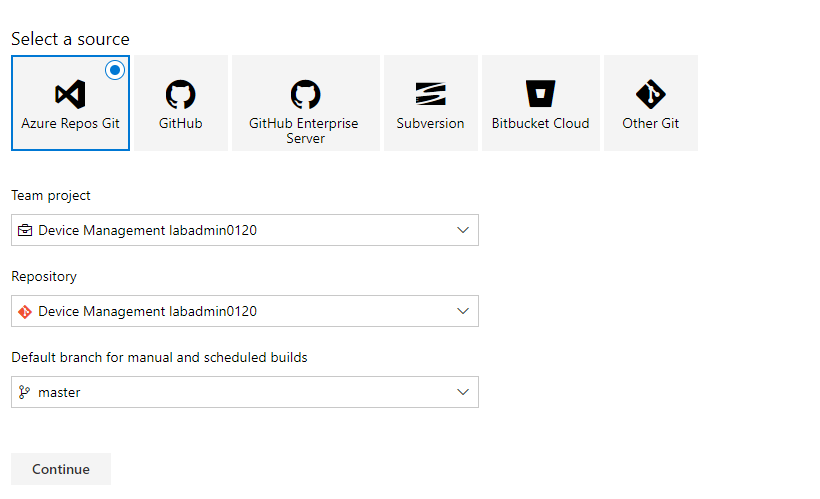 Select a source
Azure Repos Git
GitHub
GitHub Enterprise
Server
Subversion
Bitbucket Cloud
Other Git
Team project
Device Management labadmin0120
Repository
Device Management labadmin0120
Default branch for manual and scheduled builds
master
Continue